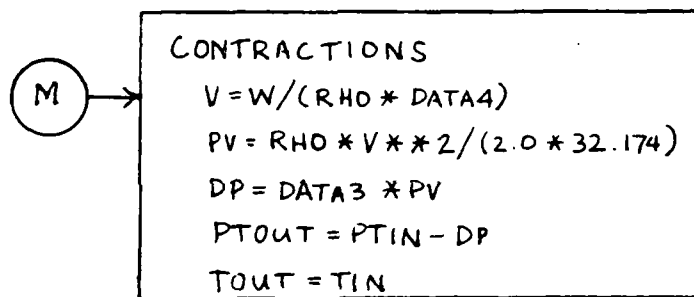 M
CONTRACTIONS
V = W/(RHO * DATA4)
PV = RHO * V * * 2/(2.0 * 32.174)
DP = DATA3 * PV
PTOUT = PTIN - DP
TOUT = TIN